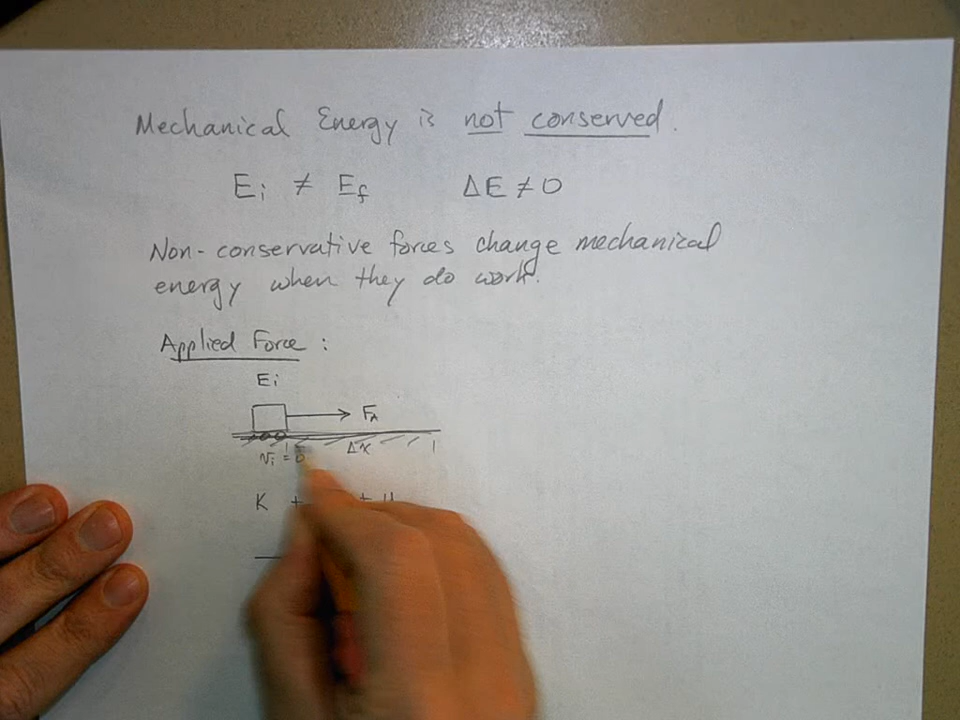 Mechanical Energy is not conserved.
Ei ≠ Ef ΔE ≠ 0
Non-conservative forces change mechanical
energy when they do work.
Applied Force :
Ei
FA
vi = 0 Δx
K + + U